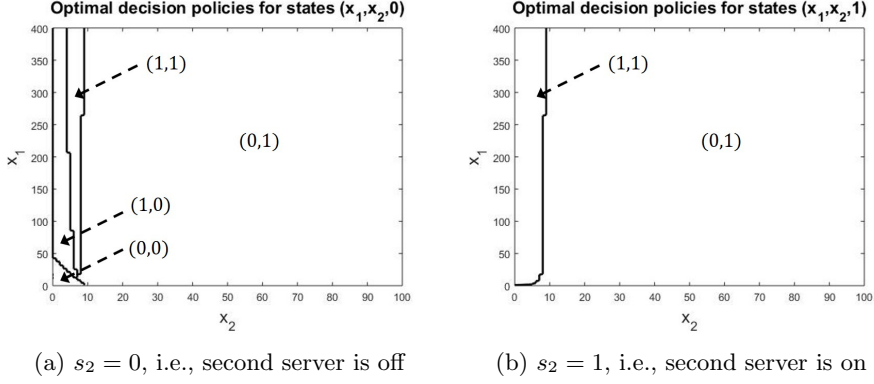 Optimal decision policies for states (x₁,x₂,0)
400
350
300
250
200
150
100
50
0
x₁
(1,1)
(0,1)
(1,0)
(0,0)
0 10 20 30 40 50 60 70 80 90 100
x₂
(a) s₂ = 0, i.e., second server is off
Optimal decision policies for states (x₁,x₂,1)
400
350
300
250
200
150
100
50
0
x₁
(1,1)
(0,1)
0 10 20 30 40 50 60 70 80 90 100
x₂
(b) s₂ = 1, i.e., second server is on